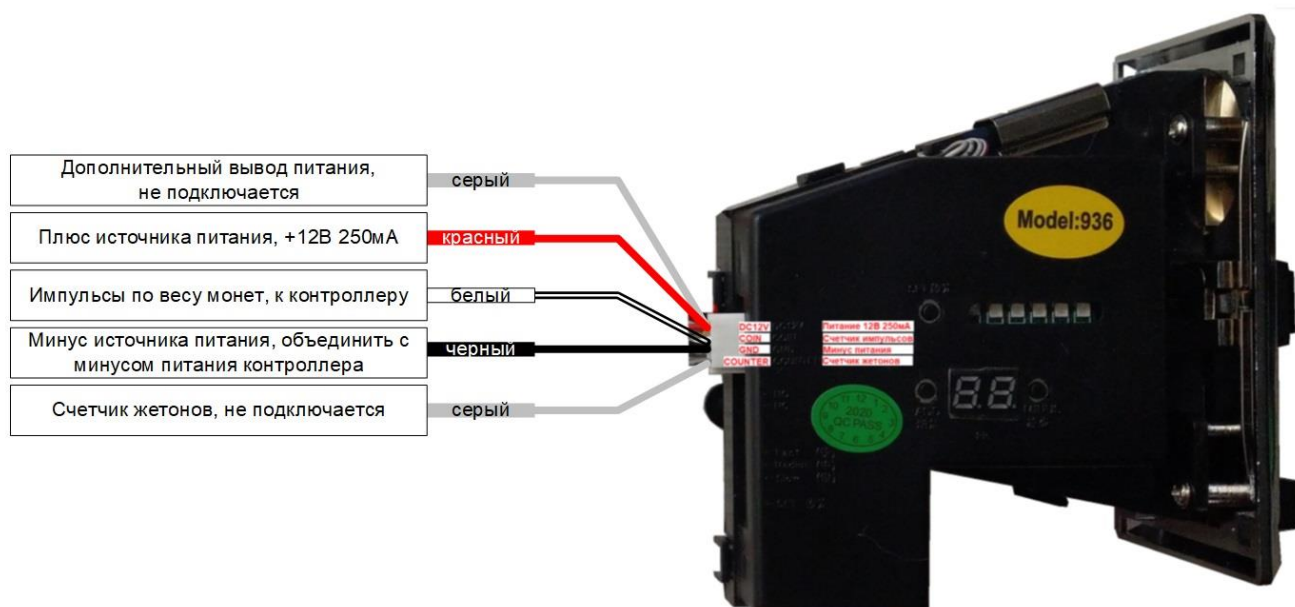 Дополнительный вывод питания,
не подключается
серый
Плюс источника питания, +12В 250мА
красный
Импульсы по весу монет, к контроллеру
белый
Минус источника питания, объединить с
минусом питания контроллера
черный
Счетчик жетонов, не подключается
серый
Model:936
DC12V
Питание 12В 250мА
COIN
Счетчик импульсов
GND
Минус питания
COUNTER
Счетчик жетонов
2020
QC PASS
88